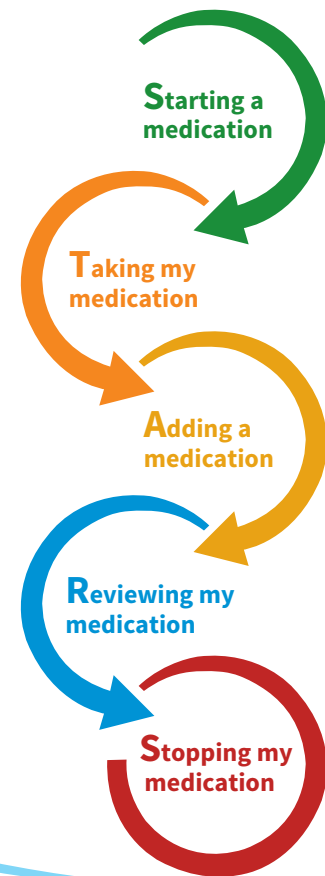 Starting a
medication
Taking my
medication
Adding a
medication
Reviewing my
medication
Stopping my
medication